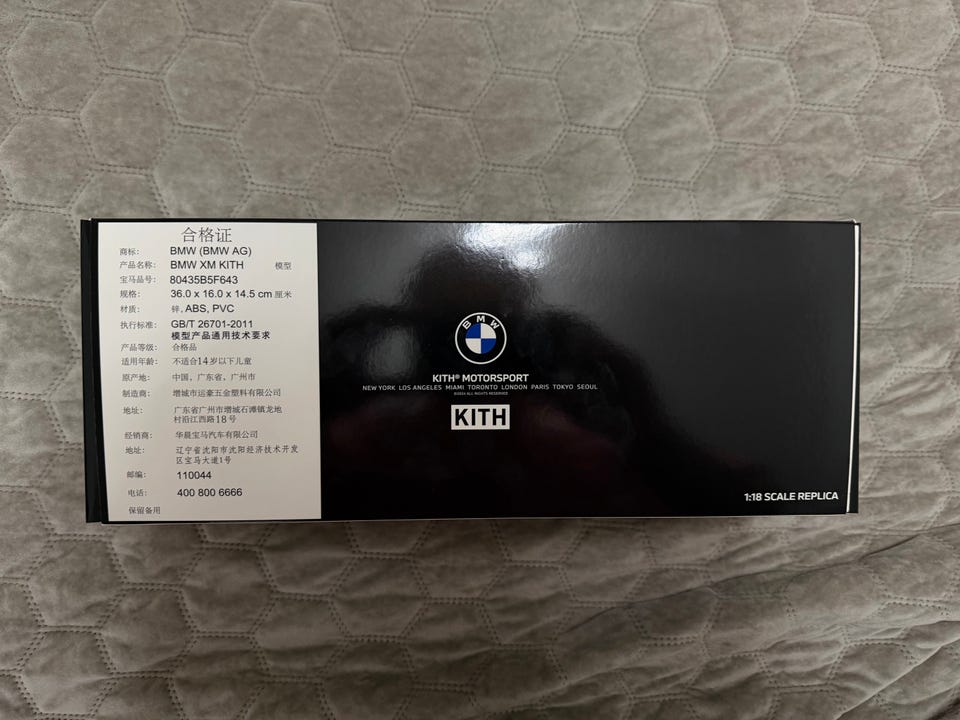 合格证
商标: BMW (BMW AG)
产品名称: BMW XM KITH 模型
宝马品号: 80435B5F643
规格: 36.0 x 16.0 x 14.5 cm 厘米
材质: 锌, ABS, PVC
执行标准: GB/T 26701-2011
模型产品通用技术要求
产品等级: 合格品
适用年龄: 不适合14岁以下儿童
原产地: 中国，广东省，广州市
制造商: 增城市运豪五金塑料有限公司
地址: 广东省广州市增城石滩镇龙地
村沿江西路18号
经销商: 华晨宝马汽车有限公司
地址: 辽宁省沈阳市沈阳经济技术开发
区宝马大道1号
邮编: 110044
电话: 400 800 6666
保留备用
BMW
KITH® MOTORSPORT
NEW YORK LOS ANGELES MIAMI TORONTO LONDON PARIS TOKYO SEOUL
©2024 ALL RIGHTS RESERVED
KITH
1:18 SCALE REPLICA